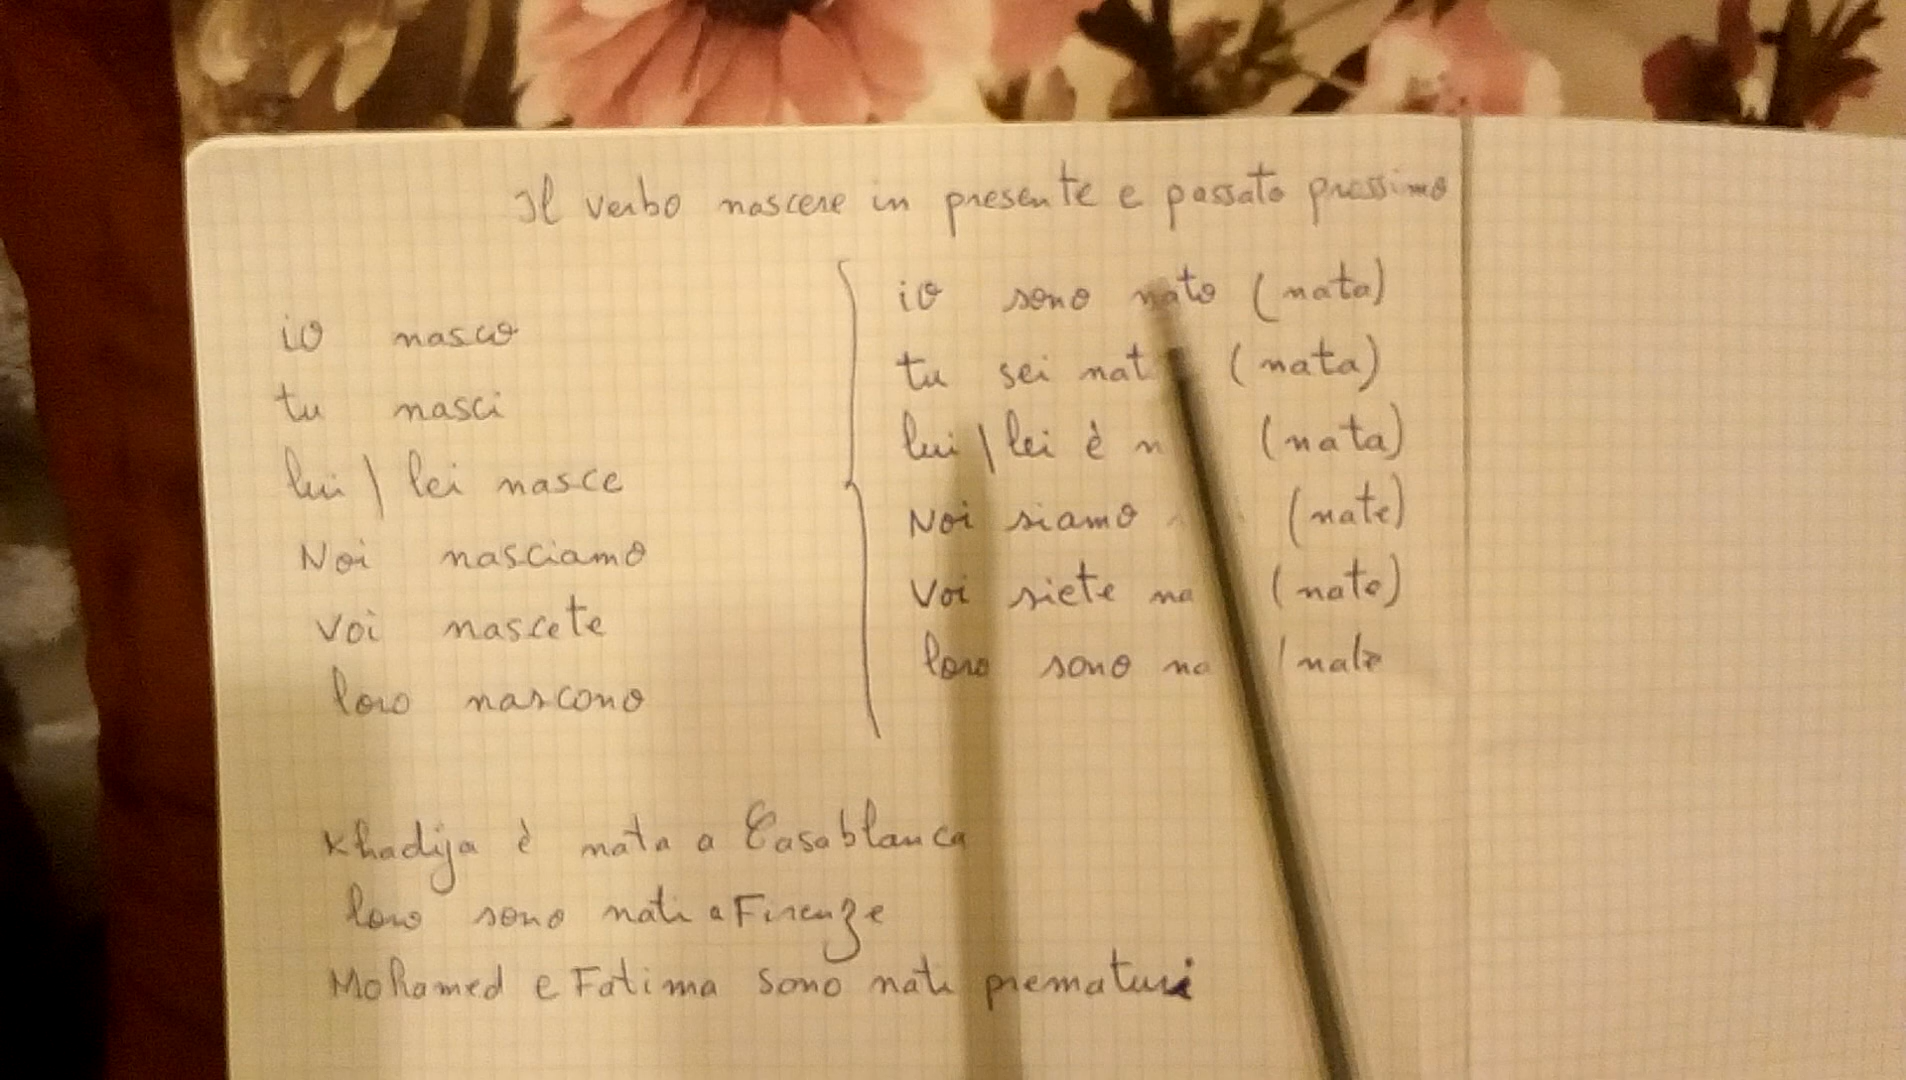 Il verbo nascere in presente e passato prossimo
io nasco
tu nasci
lui / lei nasce
Noi nasciamo
Voi nascete
loro nascono
io sono nato (nata)
tu sei (nata)
lui / lei è (nata)
Noi siamo (nate)
Voi siete (nate)
loro sono (nate
Khadija è nata a Casablanca
loro sono nati a Firenze
Mohamed e Fatima sono nati prematuri